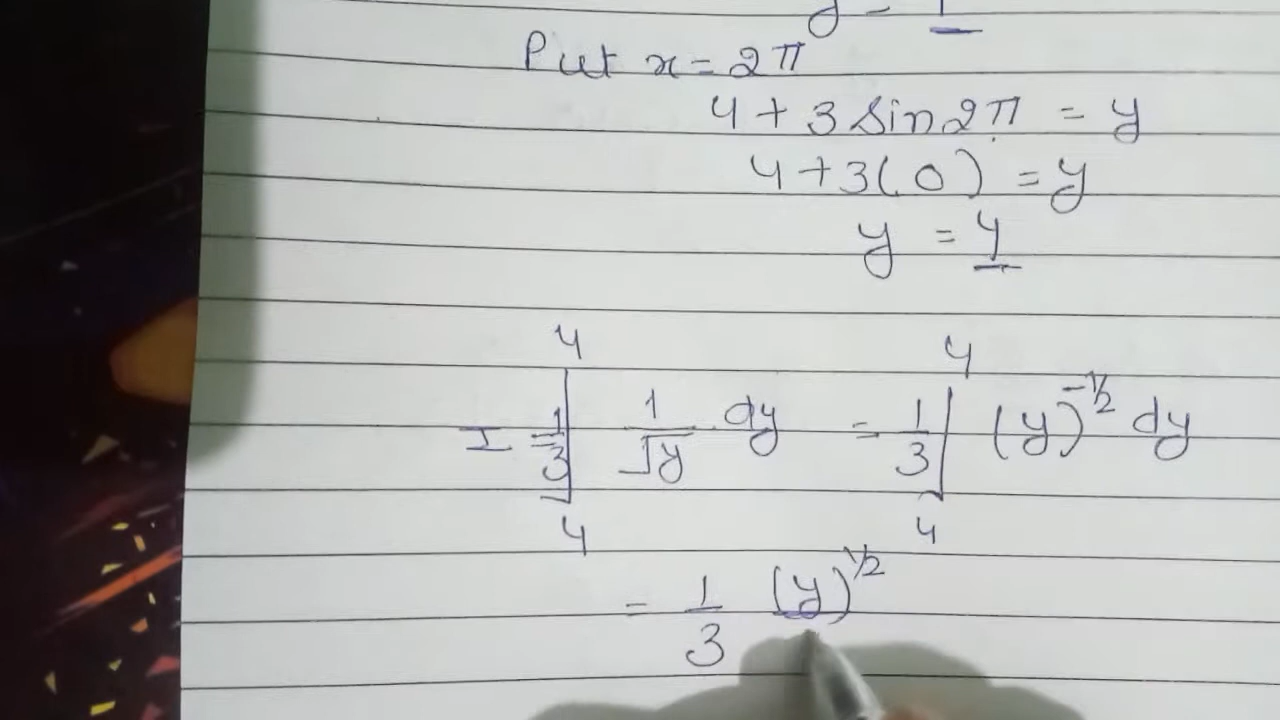 Put x = 2π
4 + 3 sin 2π = y
4 + 3(0) = y
y = 4
I = 1/3 ∫₄⁴ 1/√y . dy = 1/3 ∫₄⁴ (y)^-1/2 dy
= 1/3 (y)^1/2